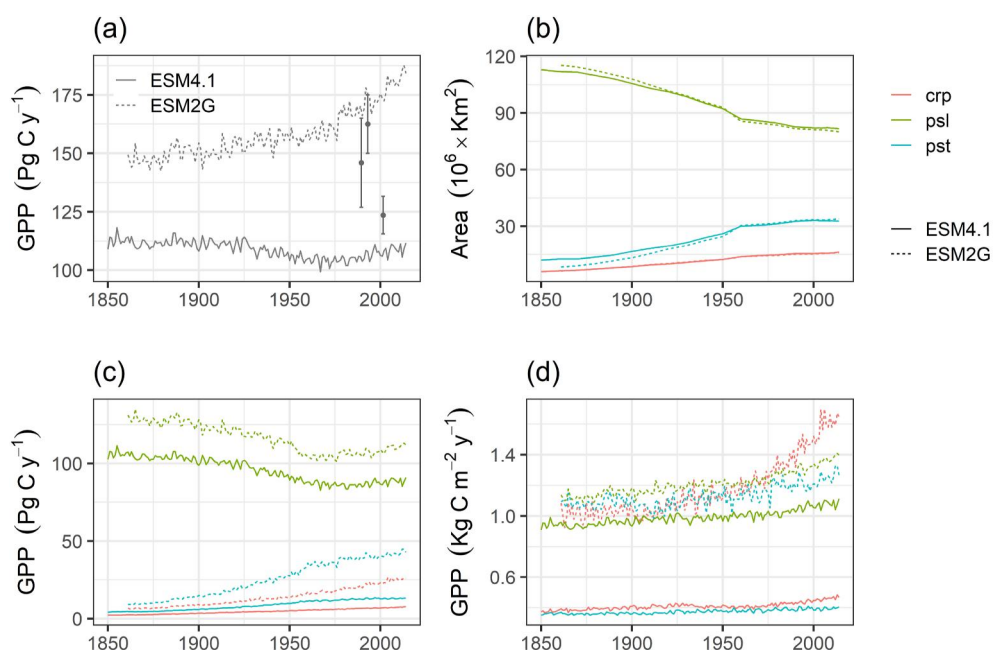 (a)
GPP (Pg C y⁻¹)
175
150
125
100
ESM4.1
ESM2G
1850 1900 1950 2000
(b)
Area (10⁶ × Km²)
120
90
60
30
1850 1900 1950 2000
crp
psl
pst
ESM4.1
ESM2G
(c)
GPP (Pg C y⁻¹)
100
50
0
1850 1900 1950 2000
(d)
GPP (Kg C m⁻² y⁻¹)
1.4
1.0
0.6
1850 1900 1950 2000